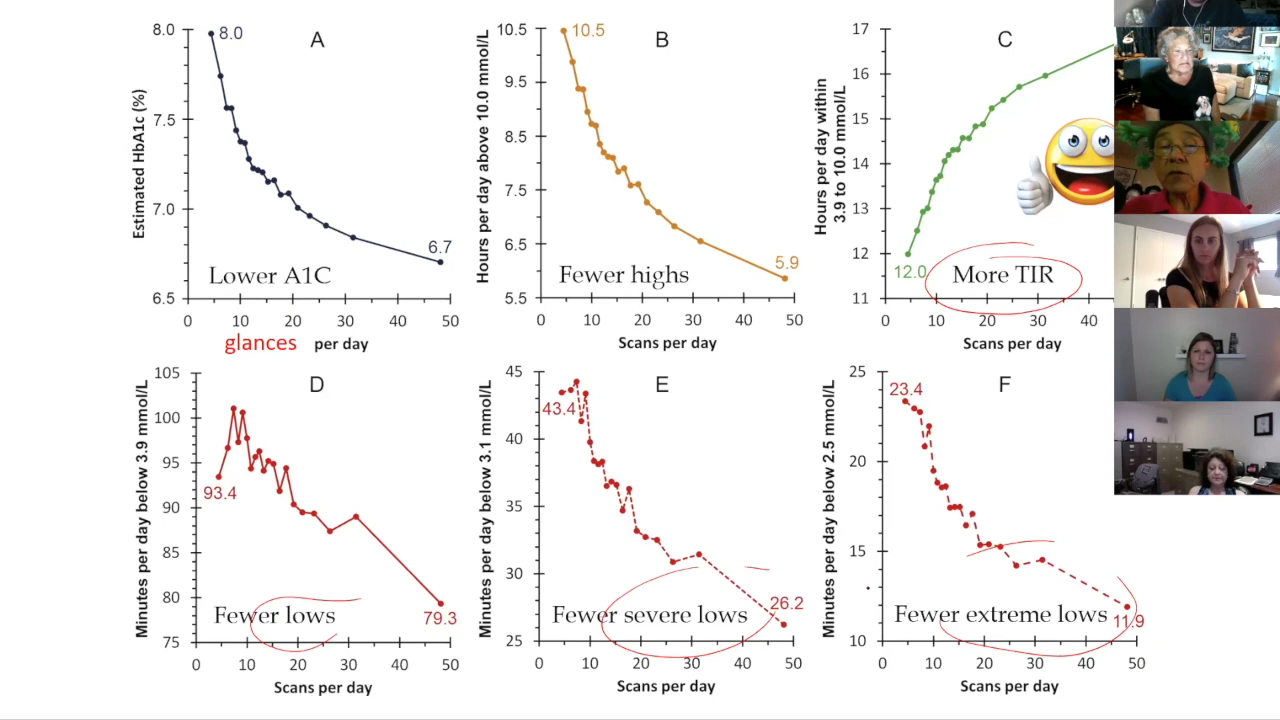 A
8.0
Estimated HbA1c (%)
8.0
7.5
7.0
6.5
6.7
Lower A1C
0 10 20 30 40 50
glances per day
B
10.5
Hours per day above 10.0 mmol/L
10.5
9.5
8.5
7.5
6.5
5.5
5.9
Fewer highs
0 10 20 30 40 50
Scans per day
C
Hours per day within
3.9 to 10.0 mmol/L
17
16
15
14
13
12
11
12.0
More TIR
0 10 20 30 40
Scans per day
D
Minutes per day below 3.9 mmol/L
105
100
95
90
85
80
75
93.4
79.3
Fewer lows
0 10 20 30 40 50
Scans per day
E
Minutes per day below 3.1 mmol/L
45
40
35
30
25
43.4
26.2
Fewer severe lows
0 10 20 30 40 50
Scans per day
F
Minutes per day below 2.5 mmol/L
25
20
15
10
23.4
11.9
Fewer extreme lows
0 10 20 30 40 50
Scans per day